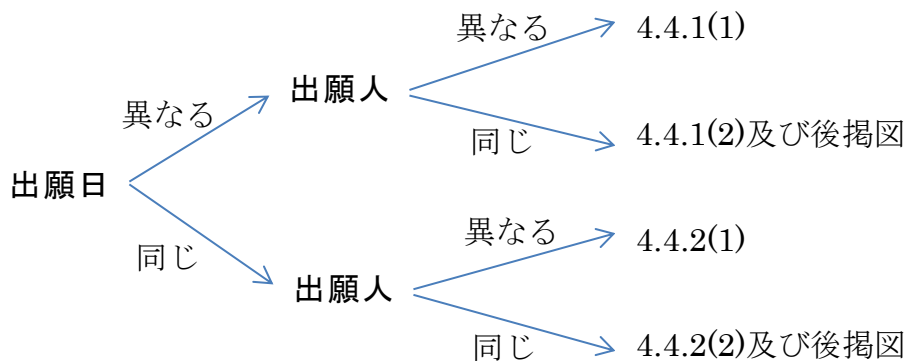 異なる
4.4.1(1)
出願人
異なる
同じ
4.4.1(2)及び後掲図
出願日
異なる
4.4.2(1)
同じ
出願人
同じ
4.4.2(2)及び後掲図